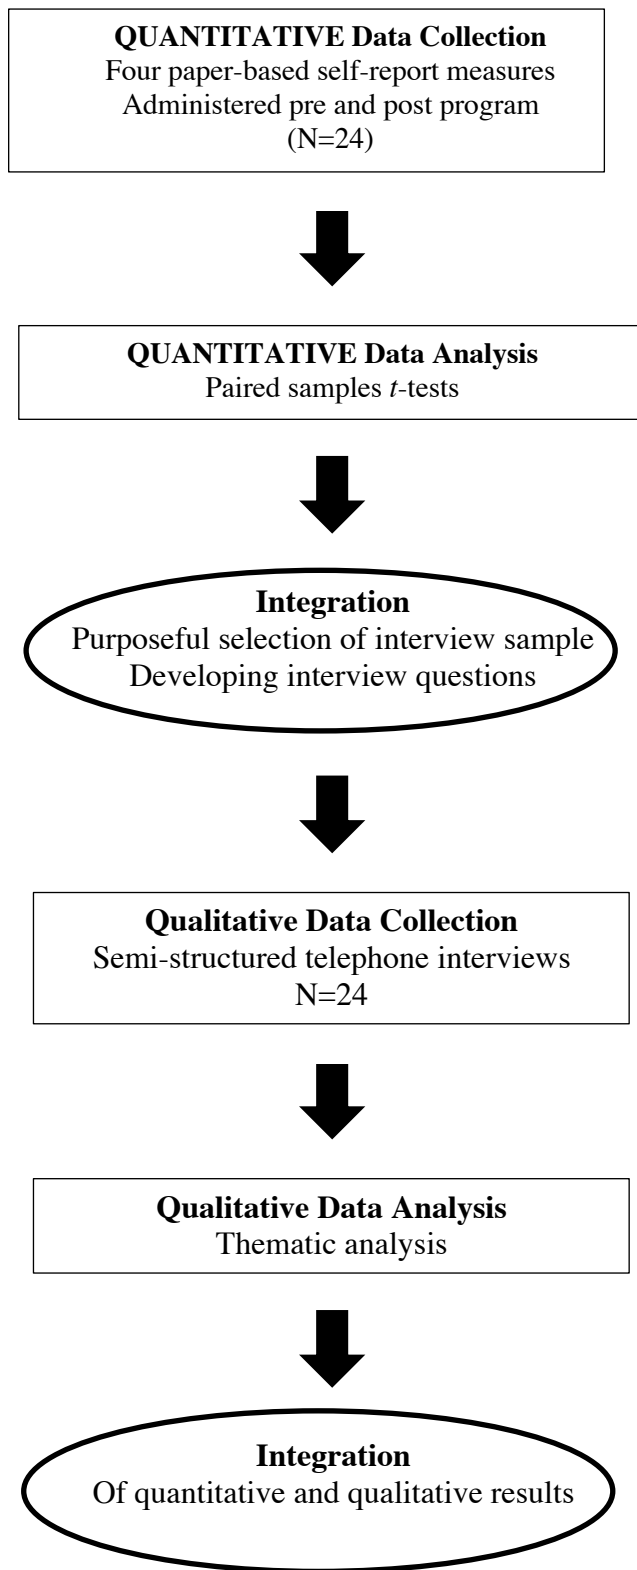 QUANTITATIVE Data Collection
Four paper-based self-report measures
Administered pre and post program
(N=24)
QUANTITATIVE Data Analysis
Paired samples t-tests
Integration
Purposeful selection of interview sample
Developing interview questions
Qualitative Data Collection
Semi-structured telephone interviews
N=24
Qualitative Data Analysis
Thematic analysis
Integration
Of quantitative and qualitative results